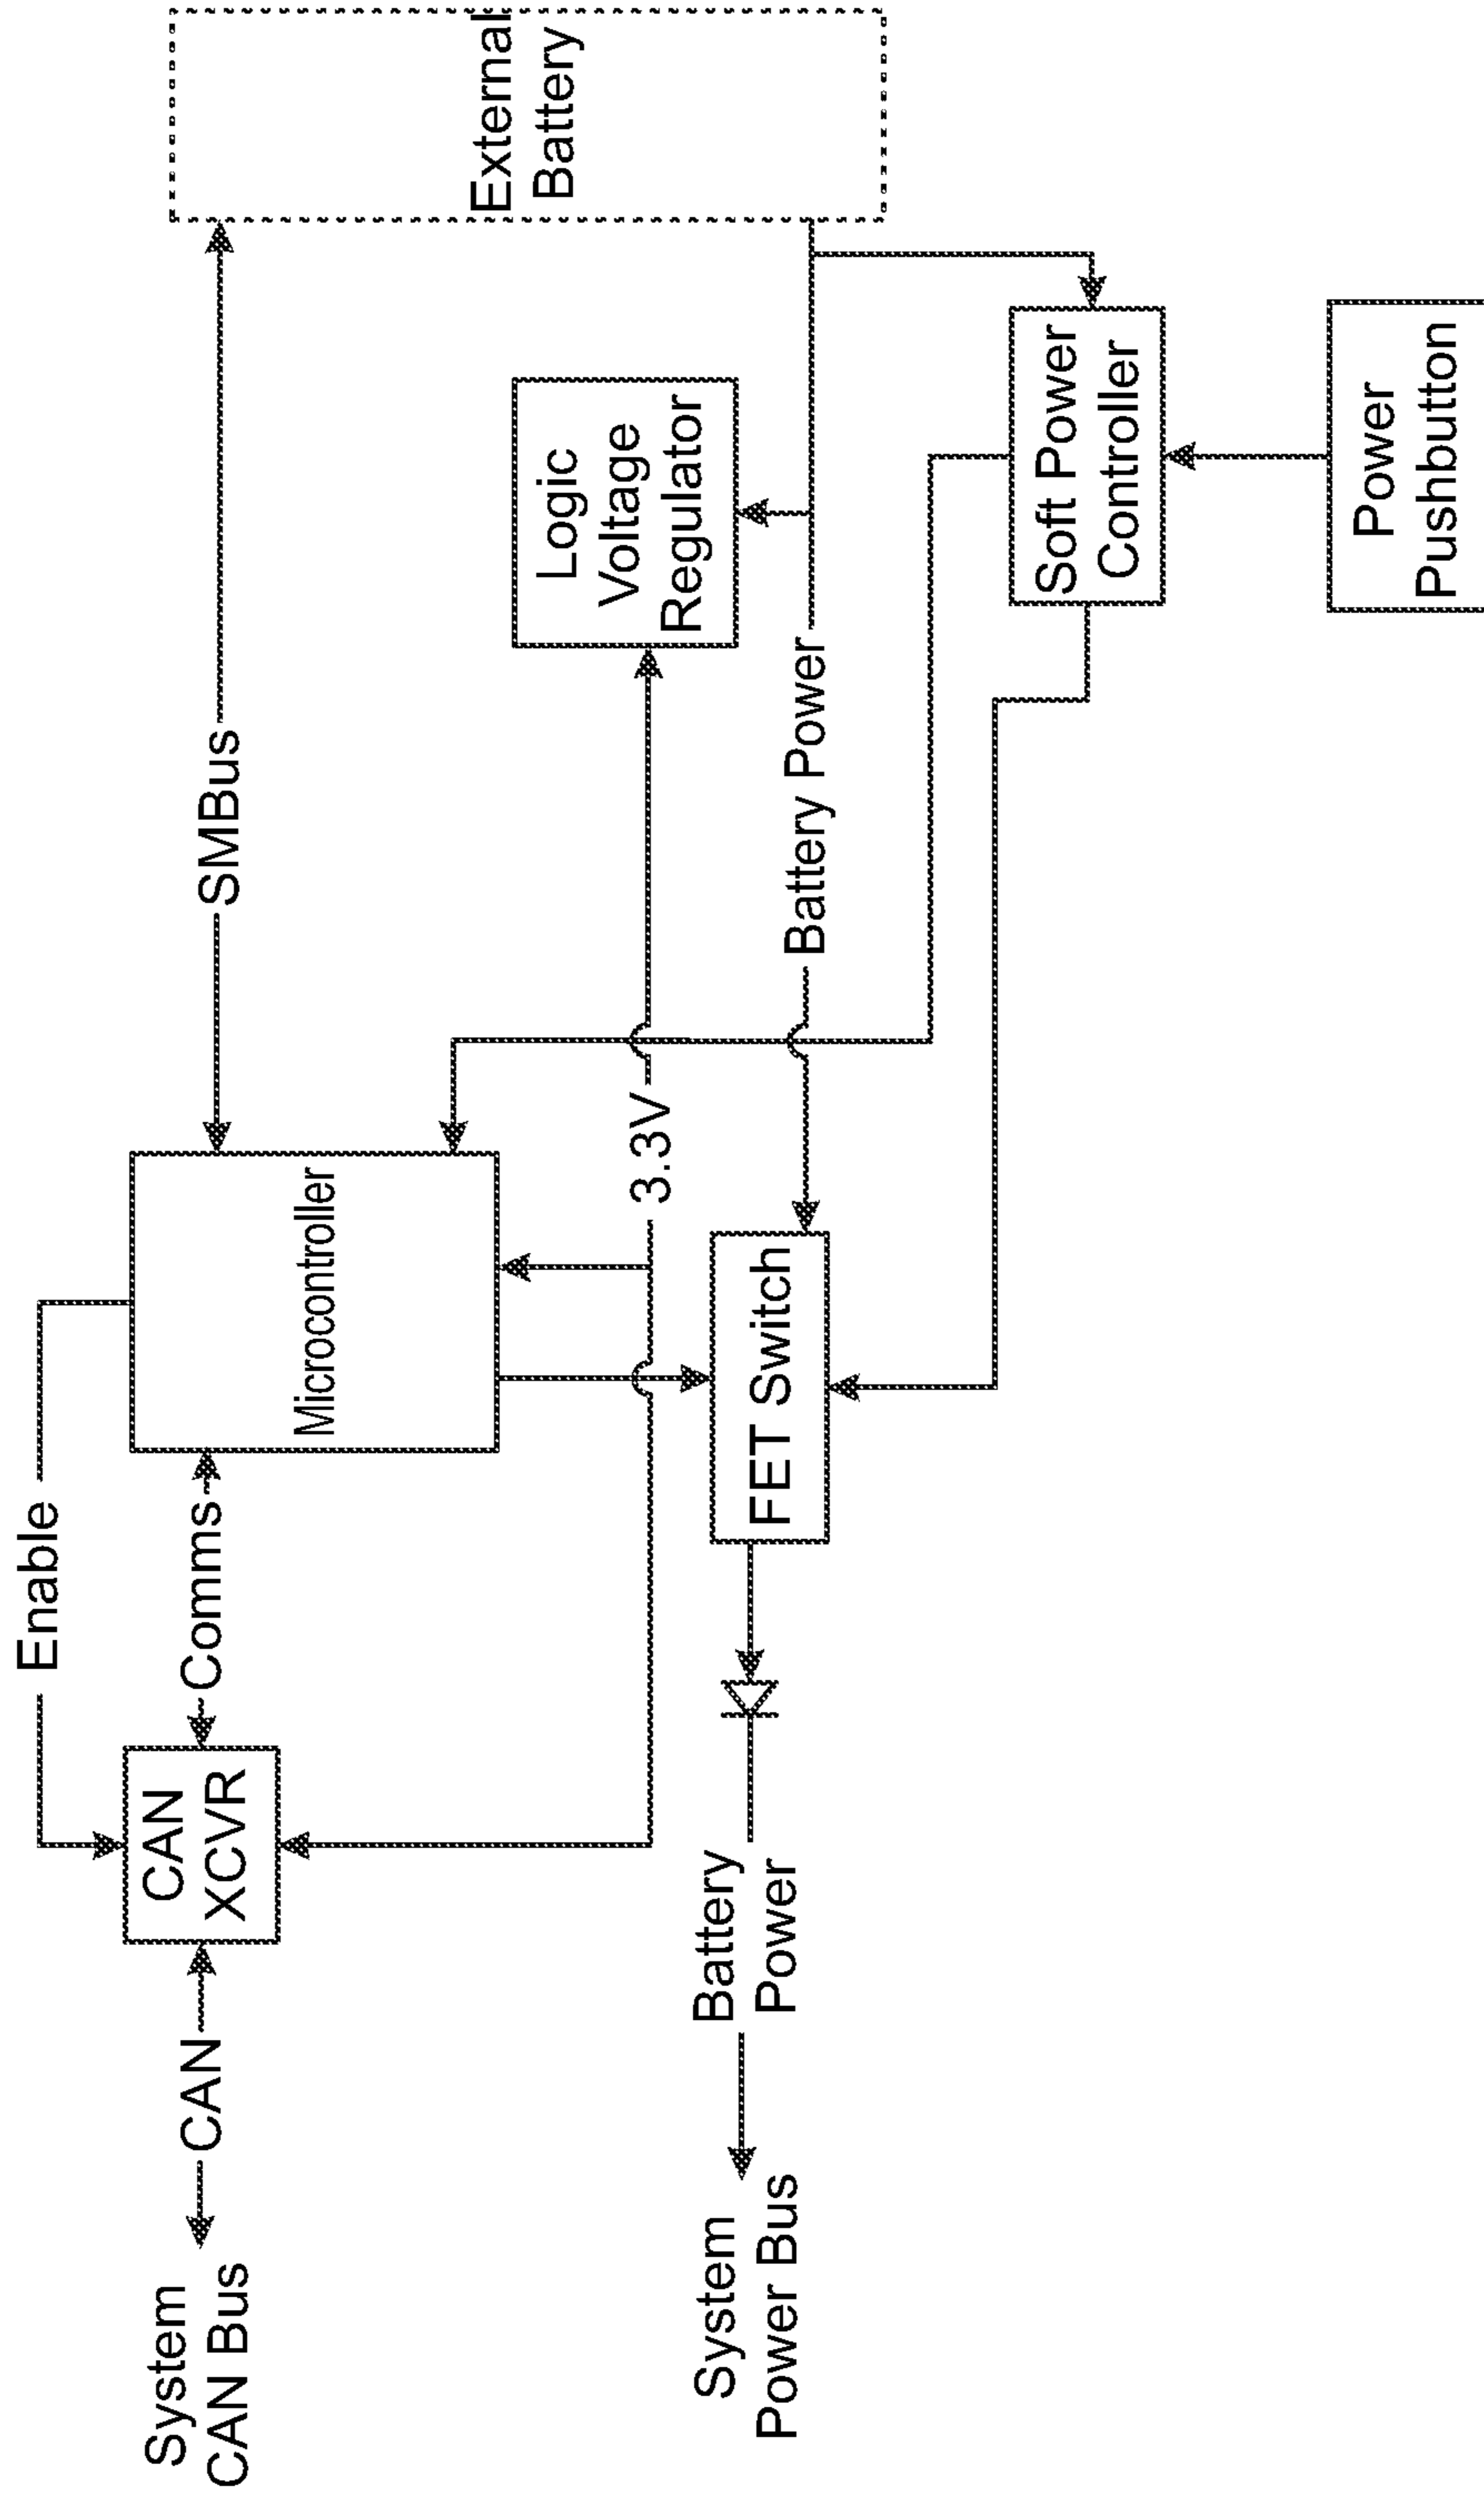 System
CAN Bus
CAN
CAN
XCVR
Enable
Comms
Microcontroller
SMBus
External
Battery
3.3V
Logic
Voltage
Regulator
System
Power Bus
Battery
Power
FET Switch
Battery Power
Soft Power
Controller
Power
Pushbutton